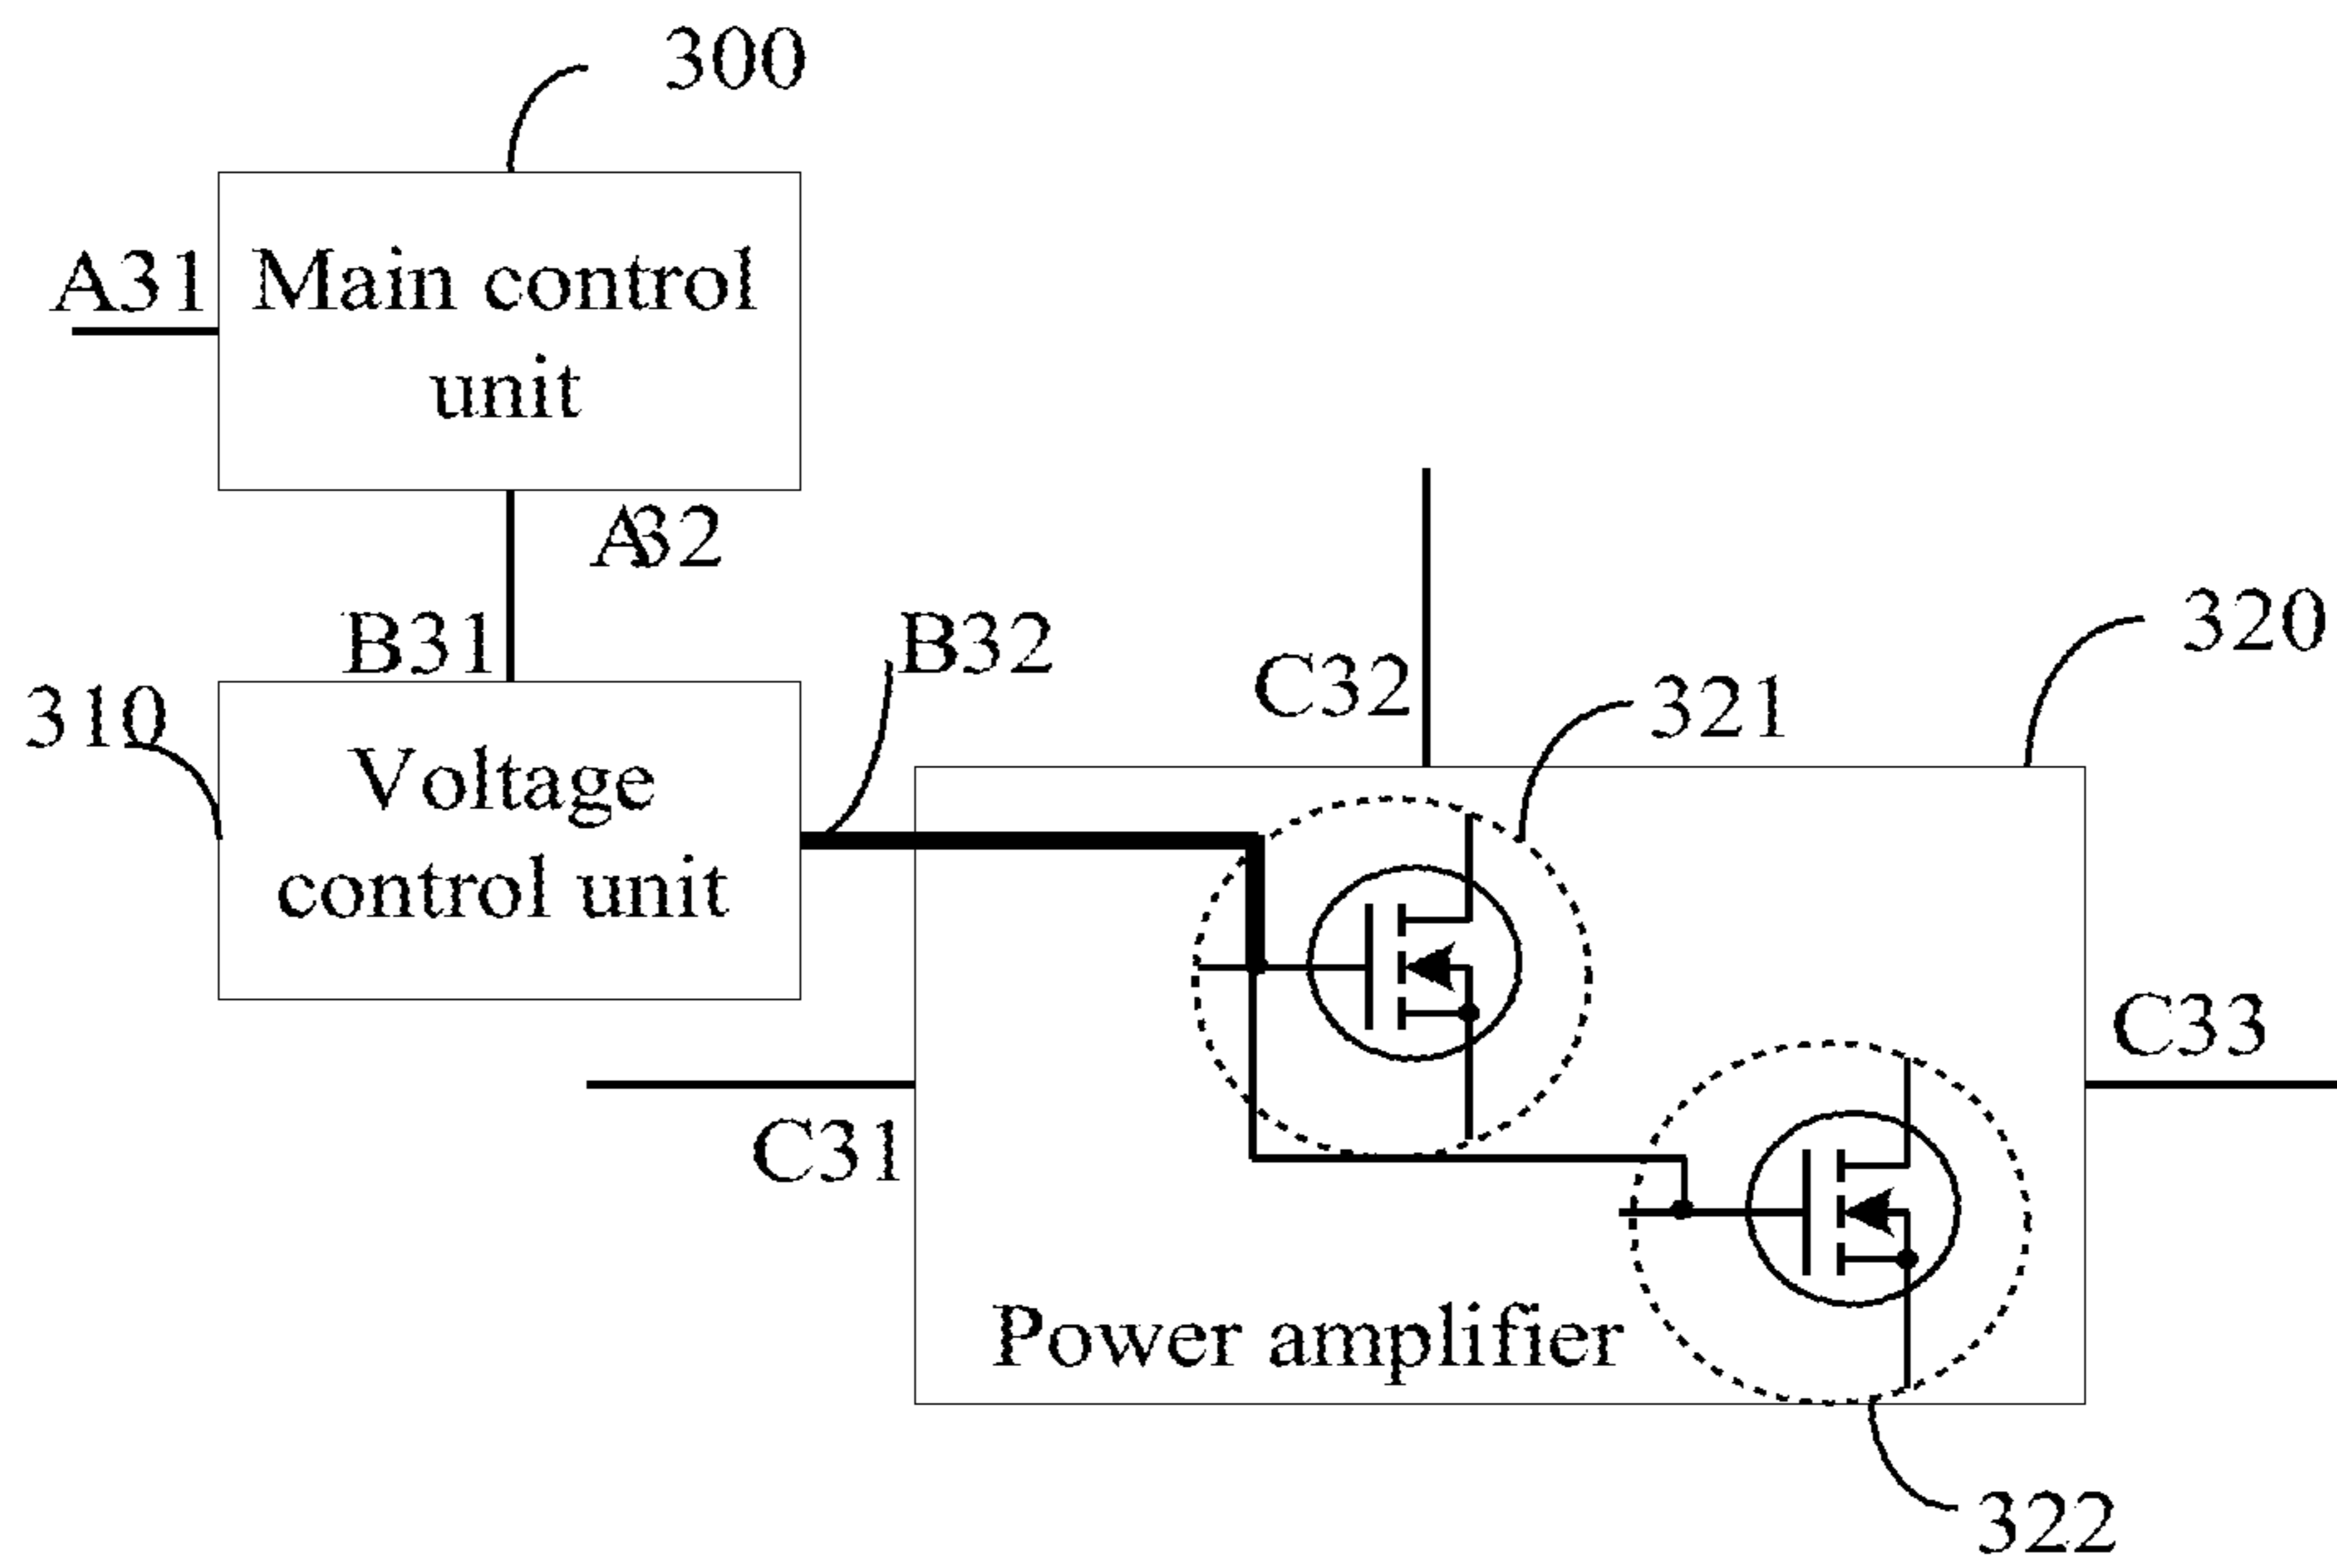 300
A31
Main control
unit
A32
B31
B32
310
Voltage
control unit
C32
321
320
C31
C33
Power amplifier
322